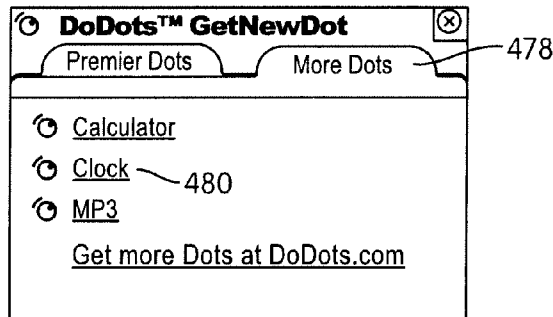 DoDots™ GetNewDot
Premier Dots More Dots 478
Calculator
Clock 480
MP3
Get more Dots at DoDots.com